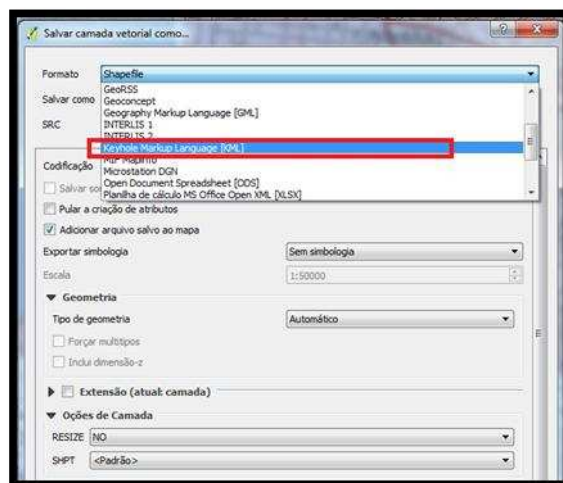 Salvar camada vetorial como...
Formato Shapefile
GeoRSS
Salvar como Geoconcept
Geography Markup Language [GML]
SRC INTERLIS 1
INTERLIS 2
Keyhole Markup Language [KML]
Codificação MIF Mapinfo
Microstation DGN
Salvar so Open Document Spreadsheet [ODS]
Planilha de cálculo MS Office Open XML [XLSX]
Pular a criação de atributos
Adicionar arquivo salvo ao mapa
Exportar simbologia Sem simbologia
Escala 1:50000
Geometria
Tipo de geometria Automático
Forçar multitipos
Inclui dimensão-z
Extensão (atual: camada)
Opções de Camada
RESIZE NO
SHPT <Padrão>